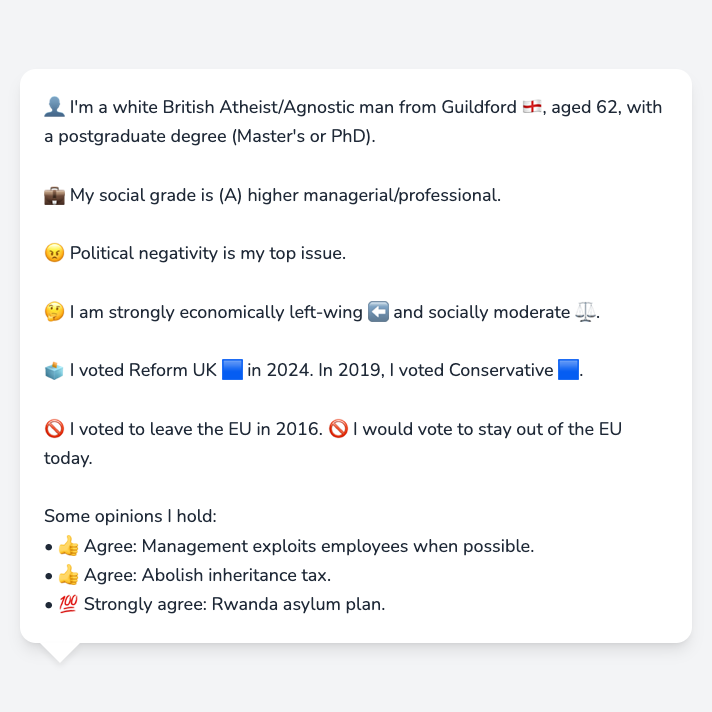 👤 I'm a white British Atheist/Agnostic man from Guildford 🏴󠁧󠁢󠁥󠁮󠁧󠁿, aged 62, with
a postgraduate degree (Master's or PhD).
💼 My social grade is (A) higher managerial/professional.
😠 Political negativity is my top issue.
🤔 I am strongly economically left-wing ⬅️ and socially moderate ⚖️.
🗳️ I voted Reform UK 🟦 in 2024. In 2019, I voted Conservative 🟦.
🚫 I voted to leave the EU in 2016. 🚫 I would vote to stay out of the EU
today.
Some opinions I hold:
• 👍 Agree: Management exploits employees when possible.
• 👍 Agree: Abolish inheritance tax.
• 💯 Strongly agree: Rwanda asylum plan.